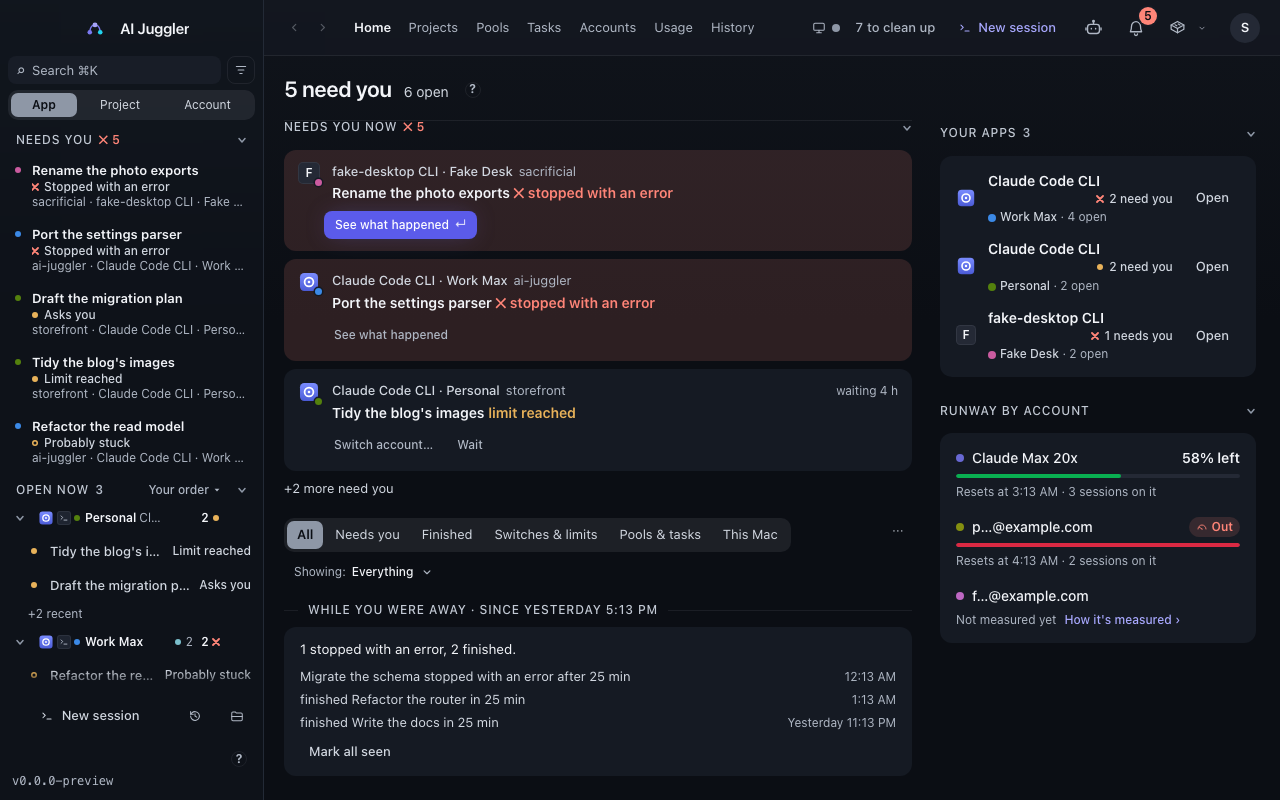 AI Juggler
Search ⌘K
App Project Account
NEEDS YOU 5
Rename the photo exports
Stopped with an error
sacrificial · fake-desktop CLI · Fake ...
Port the settings parser
Stopped with an error
ai-juggler · Claude Code CLI · Work ...
Draft the migration plan
Asks you
storefront · Claude Code CLI · Perso...
Tidy the blog's images
Limit reached
storefront · Claude Code CLI · Perso...
Refactor the read model
Probably stuck
ai-juggler · Claude Code CLI · Work ...
OPEN NOW 3 Your order
Personal Cl... 2
Tidy the blog's i... Limit reached
Draft the migration p... Asks you
+2 recent
Work Max 2 2
Refactor the re... Probably stuck
New session
?
v0.0.0-preview
Home Projects Pools Tasks Accounts Usage History
7 to clean up New session 5 S
5 need you 6 open ?
NEEDS YOU NOW 5
F fake-desktop CLI · Fake Desk sacrificial
Rename the photo exports stopped with an error
See what happened ↵
Claude Code CLI · Work Max ai-juggler
Port the settings parser stopped with an error
See what happened
Claude Code CLI · Personal storefront waiting 4 h
Tidy the blog's images limit reached
Switch account... Wait
+2 more need you
All Needs you Finished Switches & limits Pools & tasks This Mac ...
Showing: Everything
WHILE YOU WERE AWAY · SINCE YESTERDAY 5:13 PM
1 stopped with an error, 2 finished.
Migrate the schema stopped with an error after 25 min 12:13 AM
finished Refactor the router in 25 min 1:13 AM
finished Write the docs in 25 min Yesterday 11:13 PM
Mark all seen
YOUR APPS 3
Claude Code CLI
2 need you Open
Work Max · 4 open
Claude Code CLI
2 need you Open
Personal · 2 open
fake-desktop CLI
F 1 needs you Open
Fake Desk · 2 open
RUNWAY BY ACCOUNT
Claude Max 20x 58% left
Resets at 3:13 AM · 3 sessions on it
p...@example.com Out
Resets at 4:13 AM · 2 sessions on it
f...@example.com
Not measured yet How it's measured ›